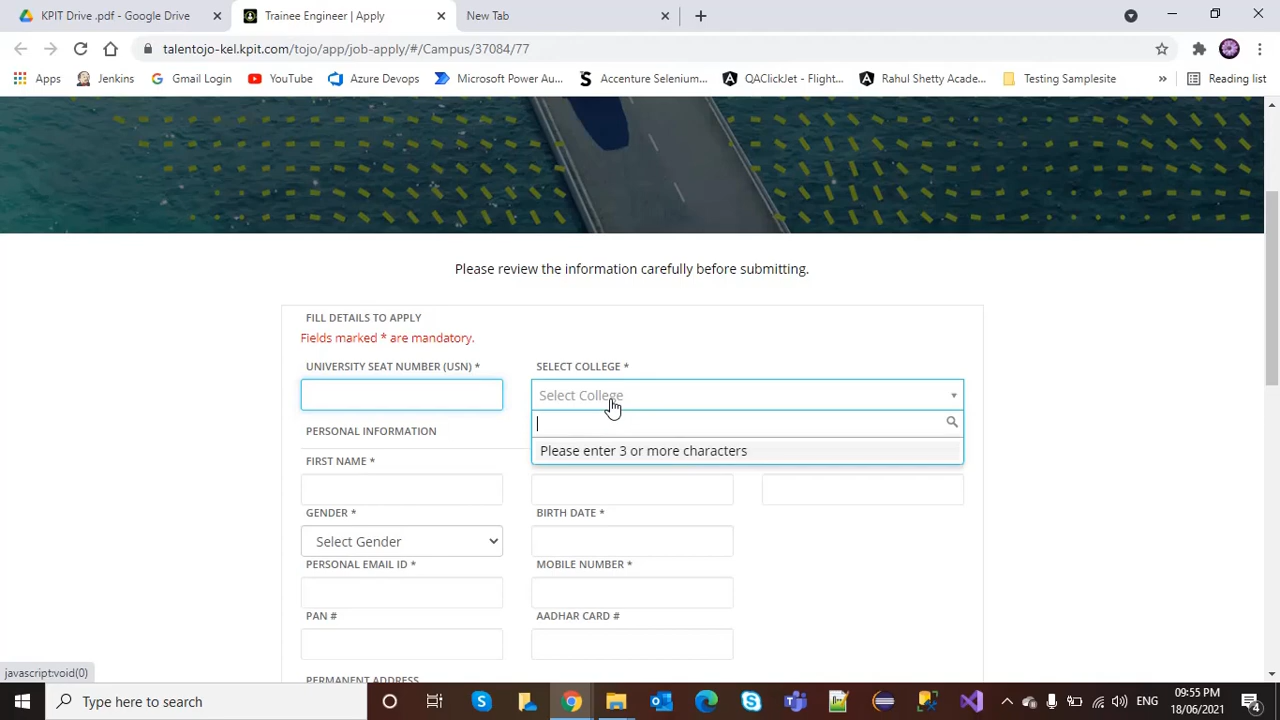 KPIT Drive .pdf - Google Drive
Trainee Engineer | Apply
New Tab
talentojo-kel.kpit.com/tojo/app/job-apply/#/Campus/37084/77
Apps
Jenkins
Gmail Login
YouTube
Azure Devops
Microsoft Power Au...
Accenture Selenium...
QAClickJet - Flight...
Rahul Shetty Acade...
Testing Samplesite
»
Reading list
Please review the information carefully before submitting.
FILL DETAILS TO APPLY
Fields marked * are mandatory.
UNIVERSITY SEAT NUMBER (USN) *
SELECT COLLEGE *
Select College
Please enter 3 or more characters
PERSONAL INFORMATION
FIRST NAME *
GENDER *
BIRTH DATE *
Select Gender
PERSONAL EMAIL ID *
MOBILE NUMBER *
PAN #
AADHAR CARD #
PERMANENT ADDRESS
javascript:void(0)
Type here to search
ENG
09:55 PM
18/06/2021
4